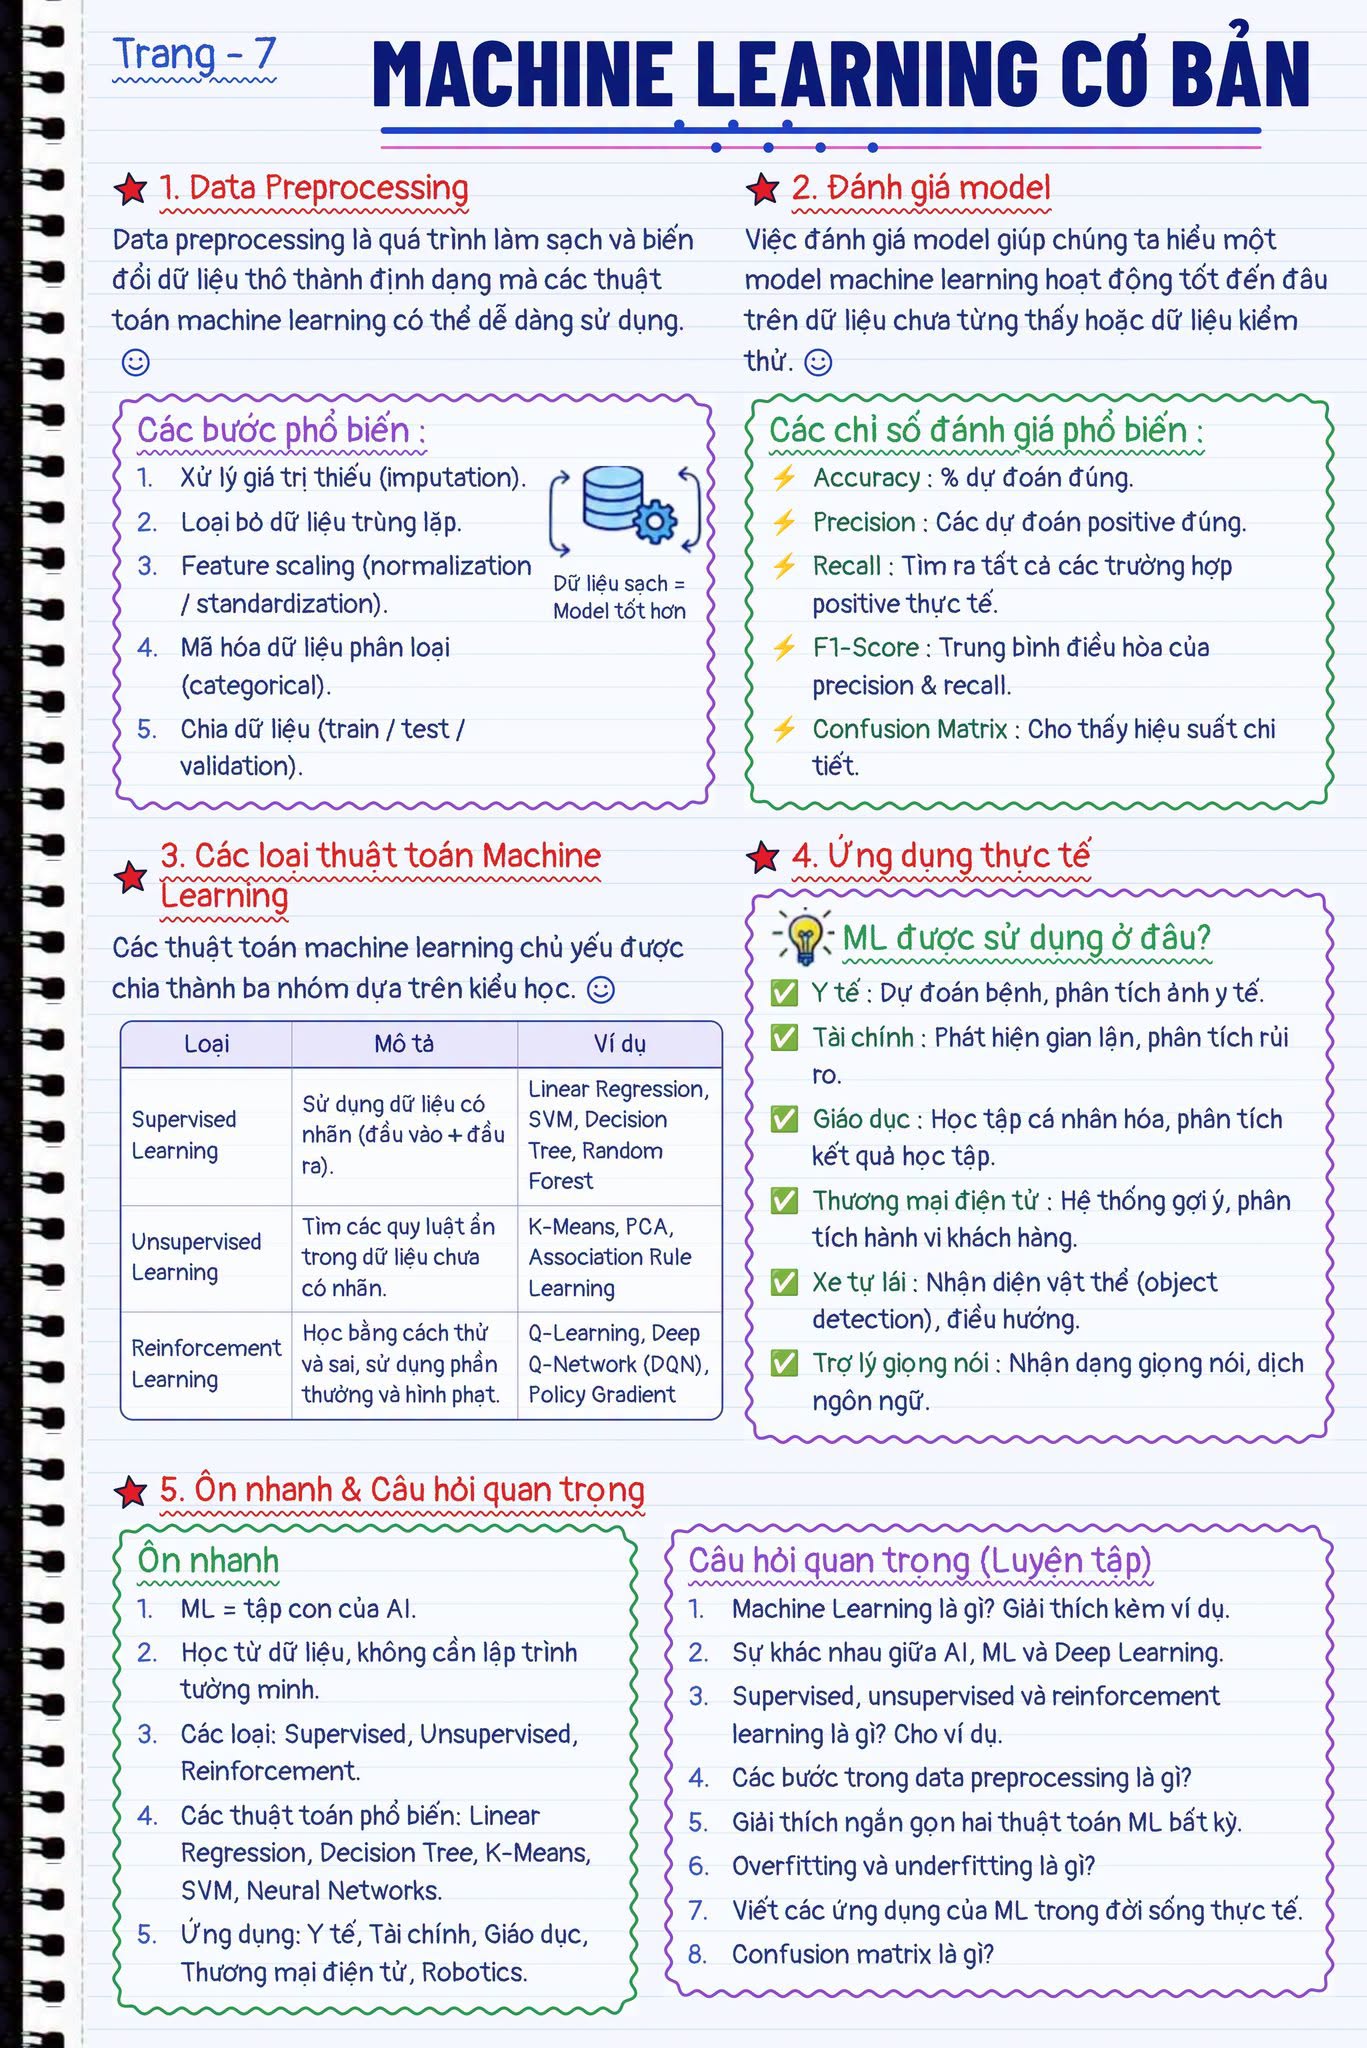 Trang - 7
MACHINE LEARNING CƠ BẢN
1. Data Preprocessing
Data preprocessing là quá trình làm sạch và biến
đổi dữ liệu thô thành định dạng mà các thuật
toán machine learning có thể dễ dàng sử dụng.
☺
Các bước phổ biến :
1. Xử lý giá trị thiếu (imputation).
2. Loại bỏ dữ liệu trùng lặp.
3. Feature scaling (normalization
/ standardization).
4. Mã hóa dữ liệu phân loại
(categorical).
5. Chia dữ liệu (train / test /
validation).
Dữ liệu sạch =
Model tốt hơn
2. Đánh giá model
Việc đánh giá model giúp chúng ta hiểu một
model machine learning hoạt động tốt đến đâu
trên dữ liệu chưa từng thấy hoặc dữ liệu kiểm
thử. ☺
Các chỉ số đánh giá phổ biến :
⚡ Accuracy : % dự đoán đúng.
⚡ Precision : Các dự đoán positive đúng.
⚡ Recall : Tìm ra tất cả các trường hợp
positive thực tế.
⚡ F1-Score : Trung bình điều hòa của
precision & recall.
⚡ Confusion Matrix : Cho thấy hiệu suất chi
tiết.
3. Các loại thuật toán Machine
Learning
Các thuật toán machine learning chủ yếu được
chia thành ba nhóm dựa trên kiểu học. ☺
Loại
Mô tả
Ví dụ
Supervised
Learning
Sử dụng dữ liệu có
nhãn (đầu vào + đầu
ra).
Linear Regression,
SVM, Decision
Tree, Random
Forest
Unsupervised
Learning
Tìm các quy luật ẩn
trong dữ liệu chưa
có nhãn.
K-Means, PCA,
Association Rule
Learning
Reinforcement
Learning
Học bằng cách thử
và sai, sử dụng phần
thưởng và hình phạt.
Q-Learning, Deep
Q-Network (DQN),
Policy Gradient
4. Ứng dụng thực tế
ML được sử dụng ở đâu?
✅ Y tế : Dự đoán bệnh, phân tích ảnh y tế.
✅ Tài chính : Phát hiện gian lận, phân tích rủi
ro.
✅ Giáo dục : Học tập cá nhân hóa, phân tích
kết quả học tập.
✅ Thương mại điện tử : Hệ thống gợi ý, phân
tích hành vi khách hàng.
✅ Xe tự lái : Nhận diện vật thể (object
detection), điều hướng.
✅ Trợ lý giọng nói : Nhận dạng giọng nói, dịch
ngôn ngữ.
5. Ôn nhanh & Câu hỏi quan trọng
Ôn nhanh
1. ML = tập con của AI.
2. Học từ dữ liệu, không cần lập trình
tường minh.
3. Các loại: Supervised, Unsupervised,
Reinforcement.
4. Các thuật toán phổ biến: Linear
Regression, Decision Tree, K-Means,
SVM, Neural Networks.
5. Ứng dụng: Y tế, Tài chính, Giáo dục,
Thương mại điện tử, Robotics.
Câu hỏi quan trọng (Luyện tập)
1. Machine Learning là gì? Giải thích kèm ví dụ.
2. Sự khác nhau giữa AI, ML và Deep Learning.
3. Supervised, unsupervised và reinforcement
learning là gì? Cho ví dụ.
4. Các bước trong data preprocessing là gì?
5. Giải thích ngắn gọn hai thuật toán ML bất kỳ.
6. Overfitting và underfitting là gì?
7. Viết các ứng dụng của ML trong đời sống thực tế.
8. Confusion matrix là gì?